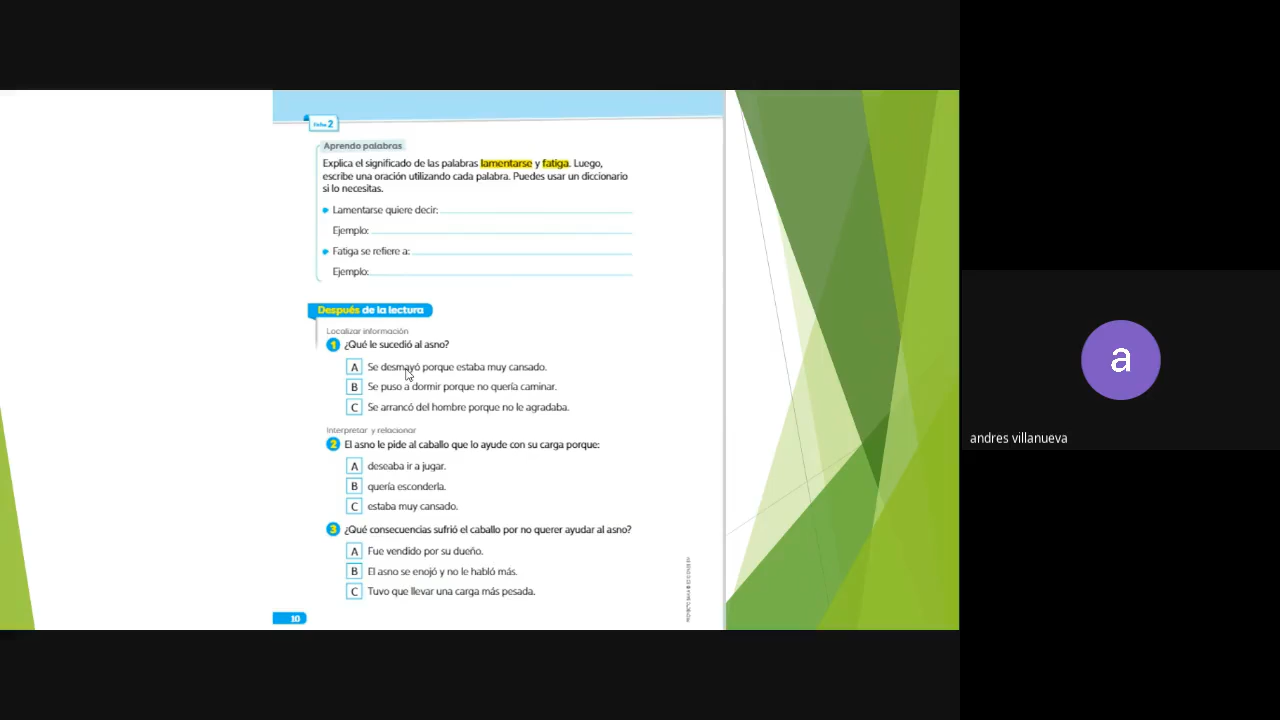 Ficha 2
Aprendo palabras
Explica el significado de las palabras lamentarse y fatiga. Luego,
escribe una oración utilizando cada palabra. Puedes usar un diccionario
si lo necesitas.
Lamentarse quiere decir:
Ejemplo:
Fatiga se refiere a:
Ejemplo:
Después de la lectura
Localizar información
1 ¿Qué le sucedió al asno?
A Se desmayó porque estaba muy cansado.
B Se puso a dormir porque no quería caminar.
C Se arrancó del hombre porque no le agradaba.
Interpretar y relacionar
2 El asno le pide al caballo que lo ayude con su carga porque:
A deseaba ir a jugar.
B quería esconderla.
C estaba muy cansado.
3 ¿Qué consecuencias sufrió el caballo por no querer ayudar al asno?
A Fue vendido por su dueño.
B El asno se enojó y no le habló más.
C Tuvo que llevar una carga más pesada.
10
a
andres villanueva